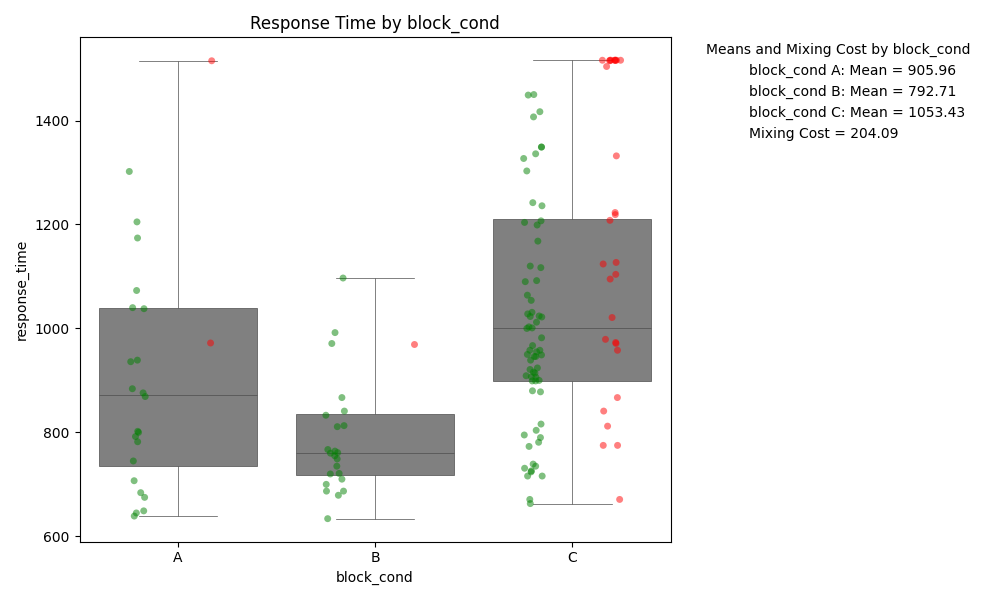 Response Time by block_cond
Means and Mixing Cost by block_cond
block_cond A: Mean = 905.96
block_cond B: Mean = 792.71
block_cond C: Mean = 1053.43
Mixing Cost = 204.09
response_time
1400
1200
1000
800
600
A
B
C
block_cond